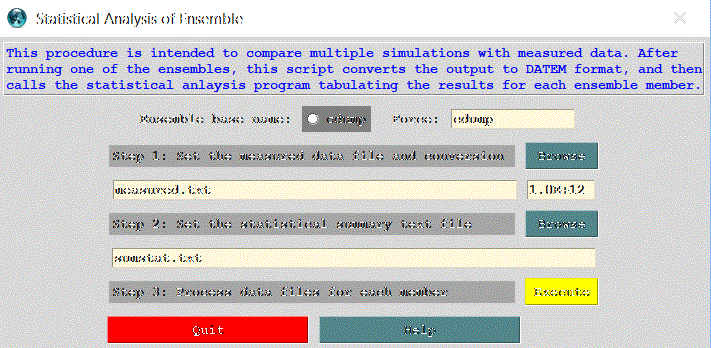 Statistical Analysis of Ensemble
This procedure is intended to compare multiple simulations with measured data. After
running one of the ensembles, this script converts the output to DATEM format, and then
calls the statistical anlaysis program tabulating the results for each ensemble member.
Ensemble base name: cdump Force: cdump
Step 1: Set the measured data file and conversion Browse
measured.txt 1.0E+12
Step 2: Set the statistical summary text file Browse
sumstat.txt
Step 3: Process data files for each member Execute
Quit Help